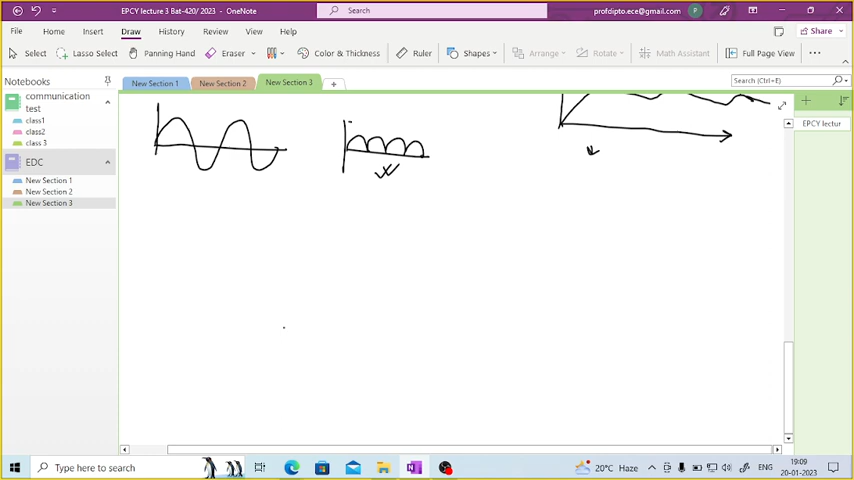 EPCY lecture 3 Bat-420/ 2023 - OneNote
Search
profdipto.ece@gmail.com
P
File
Home
Insert
Draw
History
Review
View
Help
Share
Select
Lasso Select
Panning Hand
Eraser
Color & Thickness
Ruler
Shapes
Arrange
Rotate
Math Assistant
Full Page View
Notebooks
New Section 1
New Section 2
New Section 3
Search (Ctrl+E)
communication
test
class1
class2
class 3
EDC
New Section 1
New Section 2
New Section 3
EPCY lectur
Type here to search
20°C Haze
ENG
19:09
20-01-2023